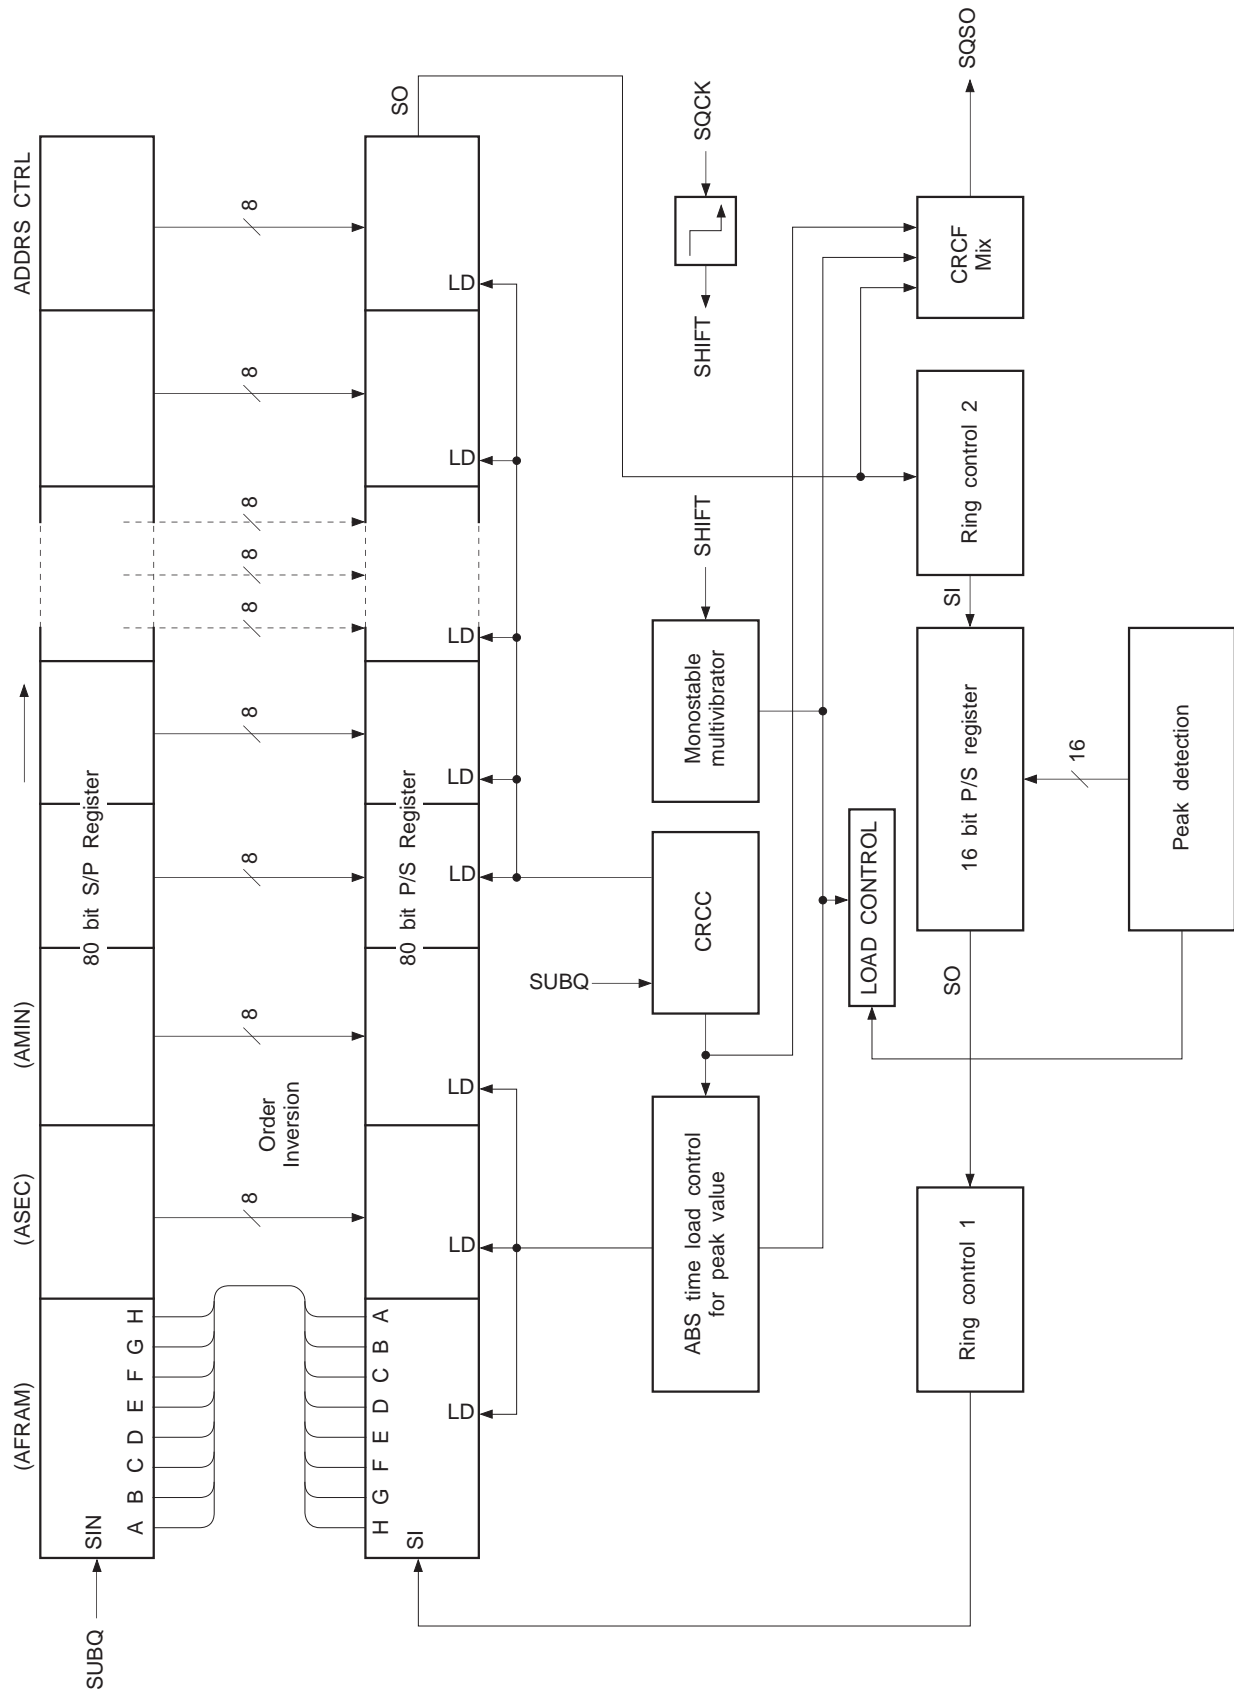 ADDRS CTRL
(AMIN)
(ASEC)
(AFRAM)
SUBQ
SIN
80 bit S/P Register
A B C D E F G H
8
8
8
8
8
8
8
8
8
Order
Inversion
H G F E D C B A
SI
80 bit P/S Register
SO
LD
LD
LD
LD
LD
LD
LD
LD
ABS time load control
for peak value
SUBQ
CRCC
Monostable
multivibrator
SHIFT
SHIFT
SQCK
LOAD CONTROL
Ring control 1
SO
16 bit P/S register
SI
Ring control 2
CRCF
Mix
SQSO
16
Peak detection